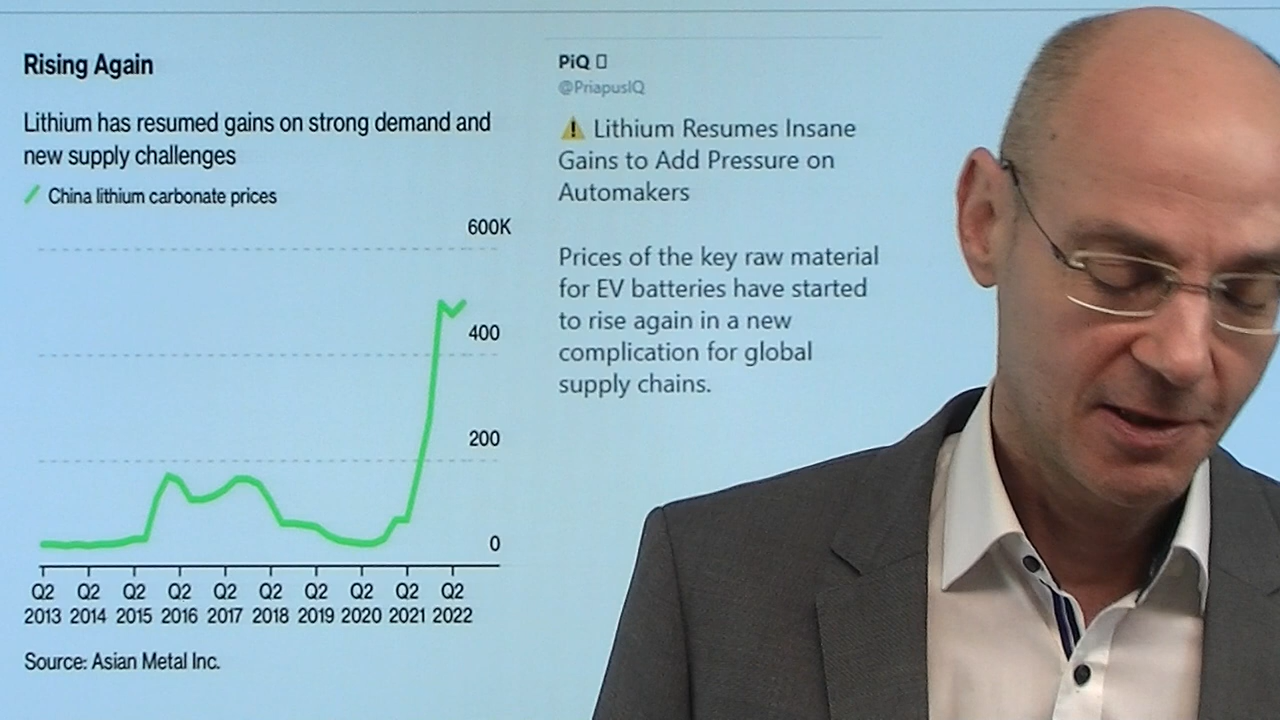 Rising Again
Lithium has resumed gains on strong demand and
new supply challenges
China lithium carbonate prices
600K
400
200
0
Q2 Q2 Q2 Q2 Q2 Q2 Q2 Q2 Q2 Q2
2013 2014 2015 2016 2017 2018 2019 2020 2021 2022
Source: Asian Metal Inc.
PiQ
@PriapusIQ
⚠ Lithium Resumes Insane
Gains to Add Pressure on
Automakers
Prices of the key raw material
for EV batteries have started
to rise again in a new
complication for global
supply chains.